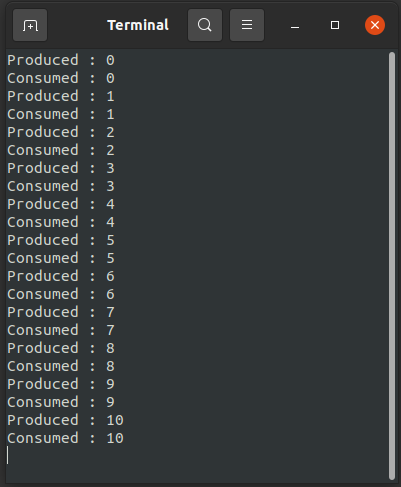 Terminal
Produced : 0
Consumed : 0
Produced : 1
Consumed : 1
Produced : 2
Consumed : 2
Produced : 3
Consumed : 3
Produced : 4
Consumed : 4
Produced : 5
Consumed : 5
Produced : 6
Consumed : 6
Produced : 7
Consumed : 7
Produced : 8
Consumed : 8
Produced : 9
Consumed : 9
Produced : 10
Consumed : 10